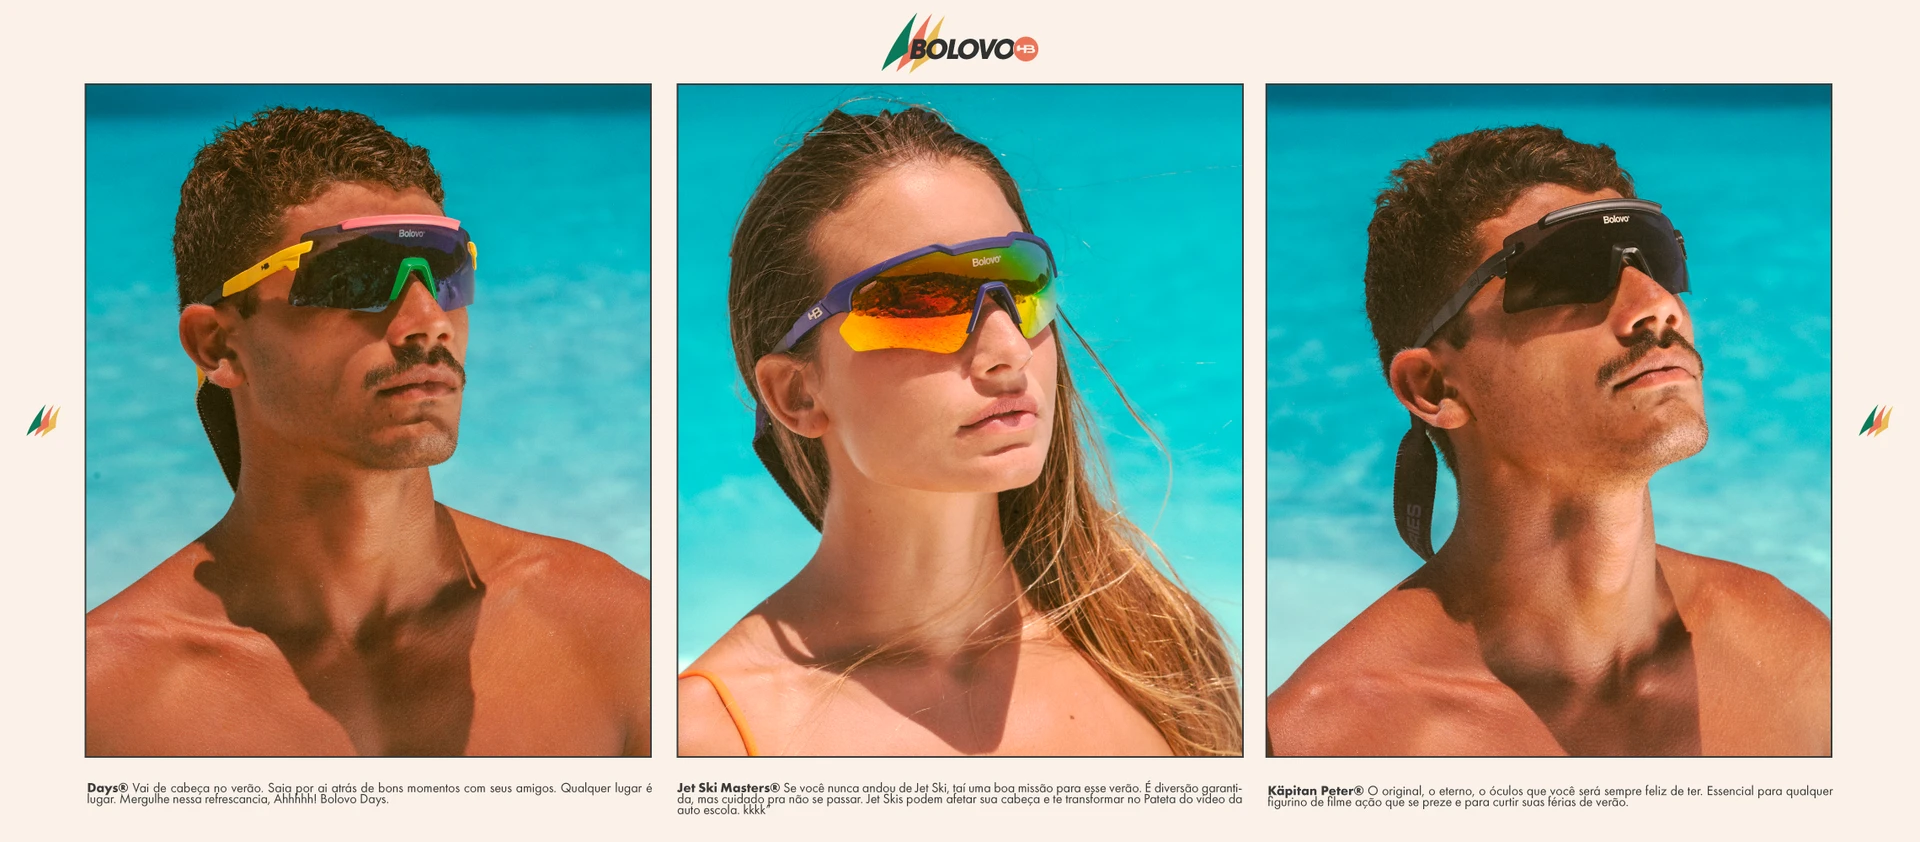 BOLOVO HB
Bolovo
HB
Bolovo
HB
Bolovo
Days® Vai de cabeça no verão. Saia por ai atrás de bons momentos com seus amigos. Qualquer lugar é
lugar. Mergulhe nessa refrescancia, Ahhhhh! Bolovo Days.
Jet Ski Masters® Se você nunca andou de Jet Ski, taí uma boa missão para esse verão. É diversão garanti-
da, mas cuidado pra não se passar. Jet Skis podem afetar sua cabeça e te transformar no Pateta do vídeo da
auto escola. kkkk"
Käpitan Peter® O original, o eterno, o óculos que você será sempre feliz de ter. Essencial para qualquer
figurino de filme ação que se preze e para curtir suas férias de verão.